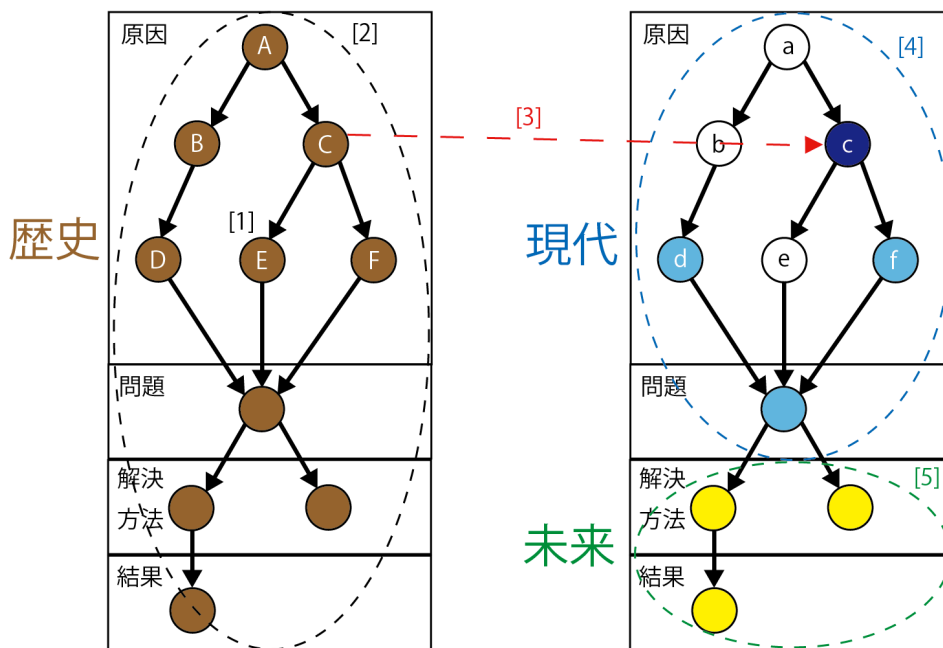 原因
[2]
A
B
C
[1]
D
E
F
歴史
問題
解決
方法
結果
[3]
原因
[4]
a
b
c
現代
d
e
f
問題
解決
[5]
方法
未来
結果